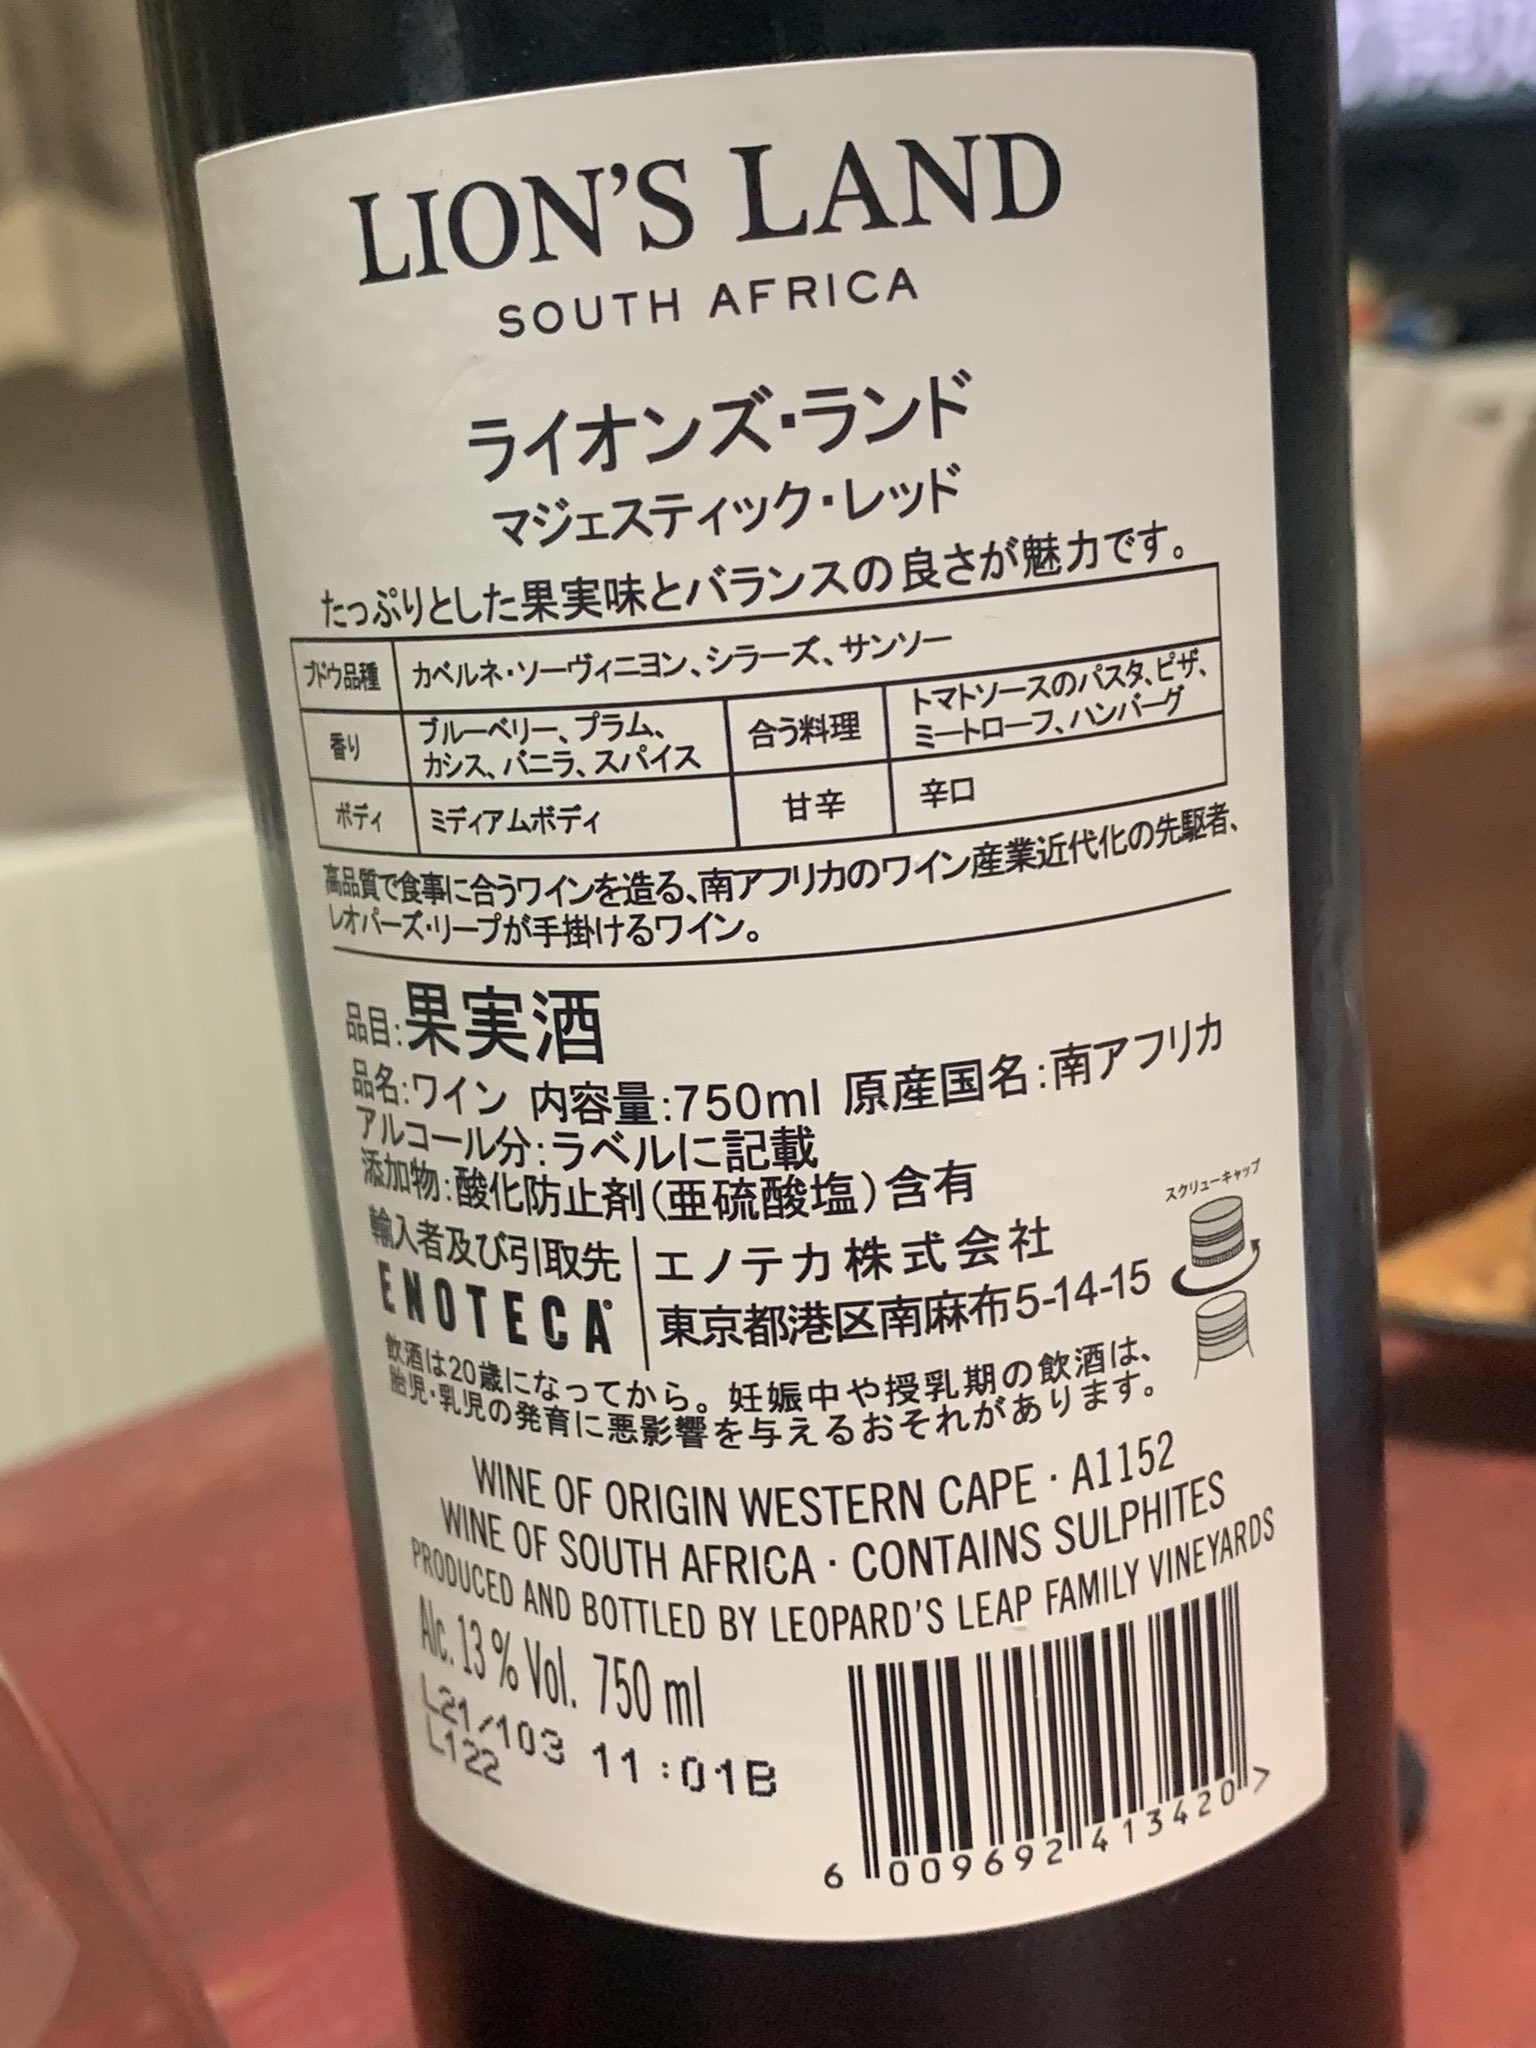 LION'S LAND
SOUTH AFRICA
ライオンズ・ランド
マジェスティック・レッド
たっぷりとした果実味とバランスの良さが魅力です。
ブドウ品種 カベルネ・ソーヴィニヨン、シラーズ、サンソー
香り ブルーベリー、プラム、
カシス、バニラ、スパイス
合う料理 トマトソースのパスタ、ピザ、
ミートローフ、ハンバーグ
ボディ ミディアムボディ 甘辛 辛口
高品質で食事に合うワインを造る、南アフリカのワイン産業近代化の先駆者、
レオパーズ・リープが手掛けるワイン。
品目:果実酒
品名:ワイン 内容量:750ml 原産国名:南アフリカ
アルコール分:ラベルに記載
添加物:酸化防止剤(亜硫酸塩)含有
スクリューキャップ
輸入者及び引取先
ENOTECA
エノテカ株式会社
東京都港区南麻布5-14-15
飲酒は20歳になってから。妊娠中や授乳期の飲酒は、
胎児・乳児の発育に悪影響を与えるおそれがあります。
WINE OF ORIGIN WESTERN CAPE · A1152
WINE OF SOUTH AFRICA · CONTAINS SULPHITES
PRODUCED AND BOTTLED BY LEOPARD'S LEAP FAMILY VINEYARDS
Alc. 13 % Vol. 750 ml
L21/103 11:01B
L122
6 009692 413420 >